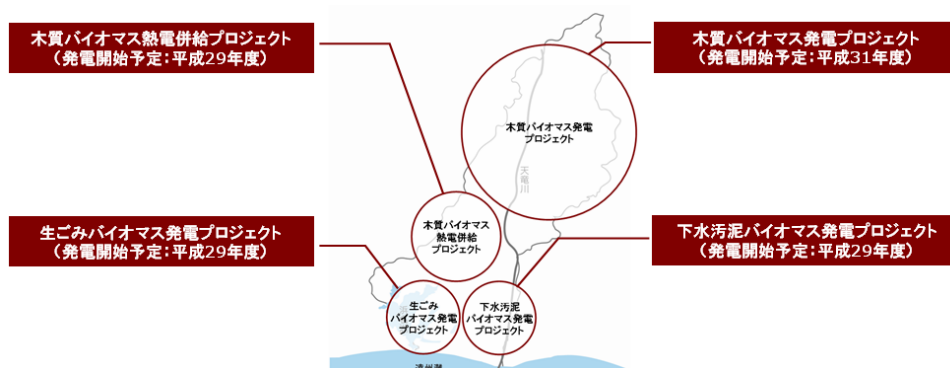 木質バイオマス熱電併給プロジェクト
（発電開始予定：平成29年度）
木質バイオマス発電プロジェクト
（発電開始予定：平成31年度）
木質バイオマス発電
プロジェクト
天竜川
木質バイオマス
熱電併給
プロジェクト
生ごみバイオマス発電プロジェクト
（発電開始予定：平成29年度）
下水汚泥バイオマス発電プロジェクト
（発電開始予定：平成29年度）
生ごみ
バイオマス発電
プロジェクト
下水汚泥
バイオマス発電
プロジェクト
遠州灘